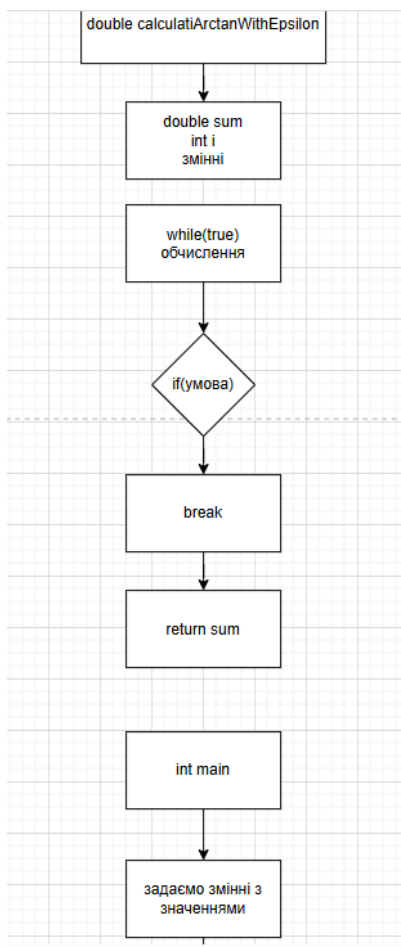 double calculatiArctanWithEpsilon
double sum
int i
змінні
while(true)
обчислення
if(умова)
break
return sum
int main
задаємо змінні з
значеннями